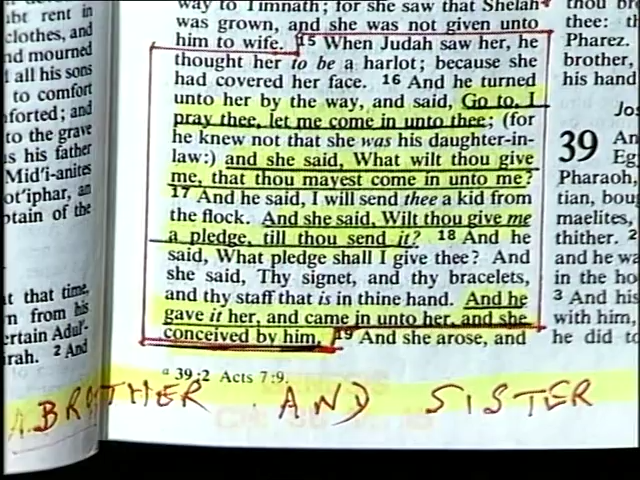 ubt rent in
clothes, and
nd mourned
l all his sons
to comfort
forted; and
to the grave
s his father
Mid'i-anites
ot'iphar, an
ptain of the
t that time,
n from his
ertain Adul'-
irah. 2 And
way to Timnath; for she saw that Shelah
was grown, and she was not given unto
him to wife. 15 When Judah saw her, he
thought her to be a harlot; because she
had covered her face. 16 And he turned
unto her by the way, and said, Go to, I
pray thee, let me come in unto thee; (for
he knew not that she was his daughter-in-
law:) and she said, What wilt thou give
me, that thou mayest come in unto me?
17 And he said, I will send thee a kid from
the flock. And she said, Wilt thou give me
a pledge, till thou send it? 18 And he
said, What pledge shall I give thee? And
she said, Thy signet, and thy bracelets,
and thy staff that is in thine hand. And he
gave it her, and came in unto her, and she
conceived by him. 19 And she arose, and
a 39:2 Acts 7:9.
thou b
thee: t
Pharez.
brother,
his hand
Jo
39 An
Eg
Pharaoh,
tian, bou
maelites,
thither. 2
and he wa
in the ho
3 And his
with him,
he did to
A. BROTHER AND SISTER